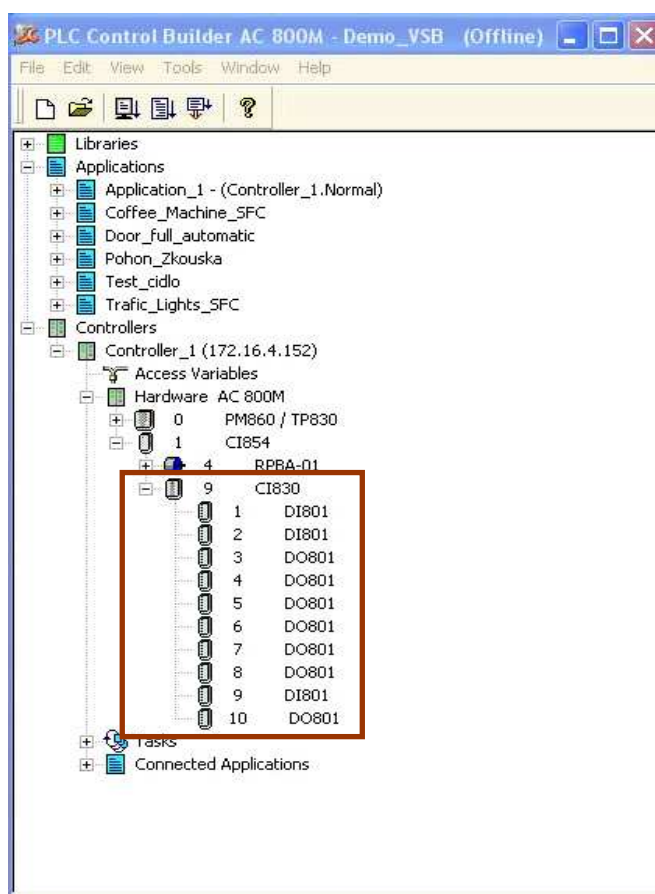 PLC Control Builder AC 800M - Demo_VSB (Offline)
File Edit View Tools Window Help
Libraries
Applications
Application_1 - (Controller_1.Normal)
Coffee_Machine_SFC
Door_full_automatic
Pohon_Zkouska
Test_cidlo
Trafic_Lights_SFC
Controllers
Controller_1 (172.16.4.152)
Access Variables
Hardware AC 800M
0 PM860 / TP830
1 CI854
4 RPBA-01
9 CI830
1 DI801
2 DI801
3 DO801
4 DO801
5 DO801
6 DO801
7 DO801
8 DO801
9 DI801
10 DO801
Tasks
Connected Applications